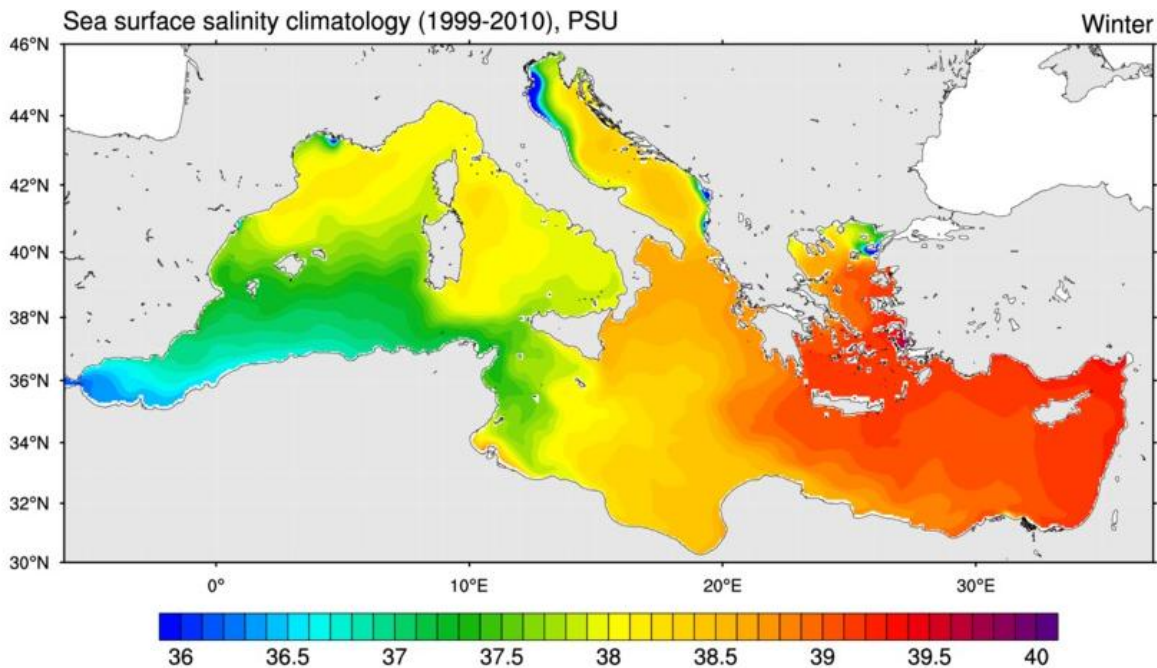 Sea surface salinity climatology (1999-2010), PSU
Winter
46°N
44°N
42°N
40°N
38°N
36°N
34°N
32°N
30°N
0°
10°E
20°E
30°E
36 36.5 37 37.5 38 38.5 39 39.5 40